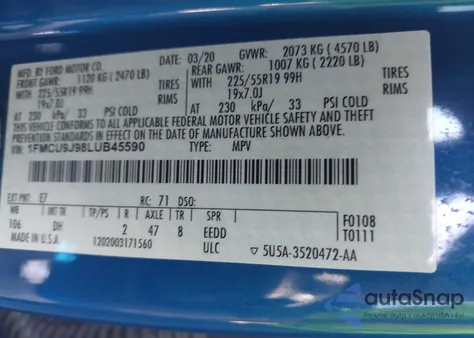 MFD. BY FORD MOTOR CO. 03/20 GVWR: 2073 KG (4570 LB)
FRONT GAWR: 1120 KG (2470 LB) REAR GAWR: 1007 KG (2220 LB)
WITH 225/55R19 99H TIRES WITH 225/55R19 99H TIRES
19x7.0J RIMS 19x7.0J RIMS
AT 230 kPa/ 33 PSI COLD AT 230 kPa/ 33 PSI COLD
THIS VEHICLE CONFORMS TO ALL APPLICABLE FEDERAL MOTOR VEHICLE SAFETY AND BUMPER
STANDARDS IN EFFECT ON THE DATE OF MANUFACTURE SHOWN ABOVE.
VIN: 1FMCU9J98LUB45590 TYPE: MPV
EXT PNT: E7 RC: 71 DSO:
WB INT TR TP/PS R AXLE TR SPR F0108
106 DH 2 47 8 EEDD T0111
MADE IN U.S.A. 1202003171560 ULC 5U5A-3520472-AA
autoSnap